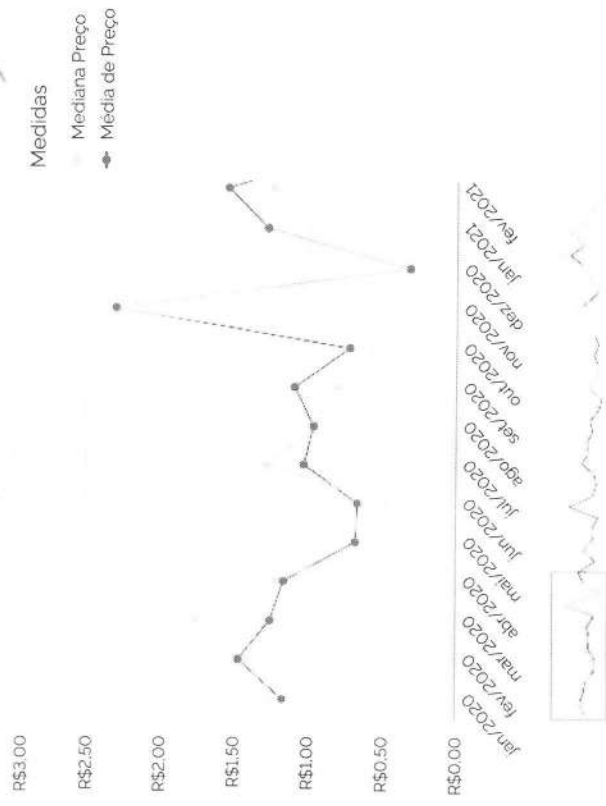 Medidas
Mediana Preço
Média de Preço
R$3.00
R$2.50
R$2.00
R$1.50
R$1.00
R$0.50
R$0.00
jan/2020
fev/2020
mar/2020
abr/2020
mai/2020
jun/2020
jul/2020
ago/2020
set/2020
out/2020
nov/2020
dez/2020
jan/2021
fev/2021